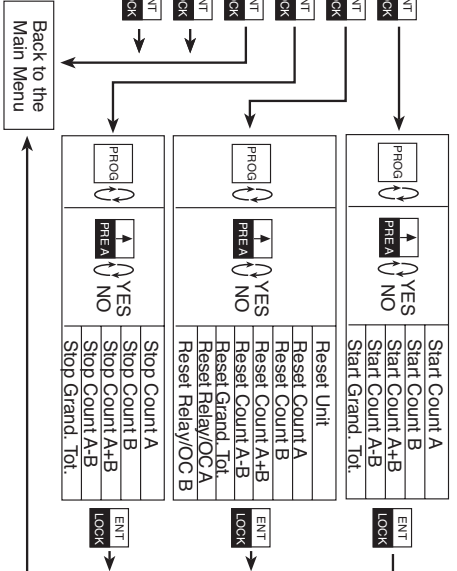 PROG
PRE A
YES
NO
Start Count A
Start Count B
Start Count A+B
Start Count A-B
Start Grand. Tot.
ENT
LOCK
PROG
PRE A
YES
NO
Reset Unit
Reset Count A
Reset Count B
Reset Count A+B
Reset Count A-B
Reset Grand. Tot.
Reset Relay/OC A
Reset Relay/OC B
ENT
LOCK
PROG
PRE A
YES
NO
Stop Count A
Stop Count B
Stop Count A+B
Stop Count A-B
Stop Grand. Tot.
ENT
LOCK
Back to the
Main Menu